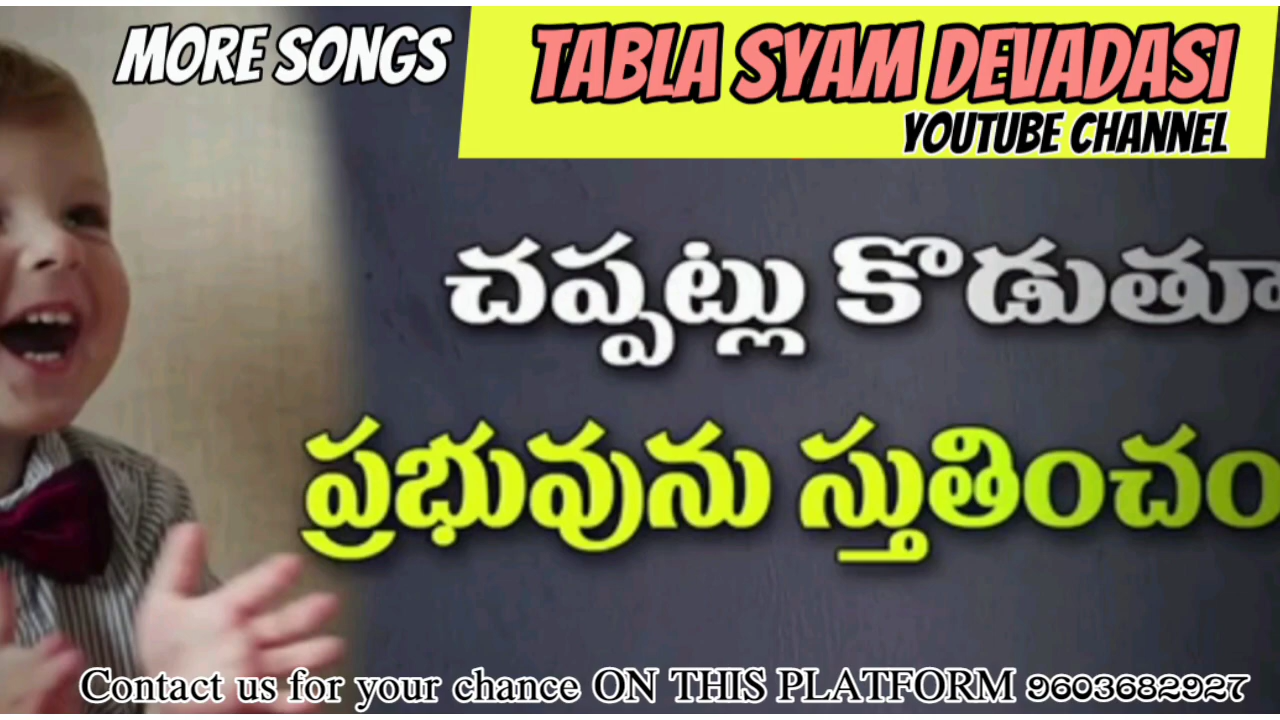 MORE SONGS
TABLA SYAM DEVADASI
YOUTUBE CHANNEL
చప్పట్లు కొడుతూ
ప్రభువును స్తుతించం
Contact us for your chance ON THIS PLATFORM 9603682927